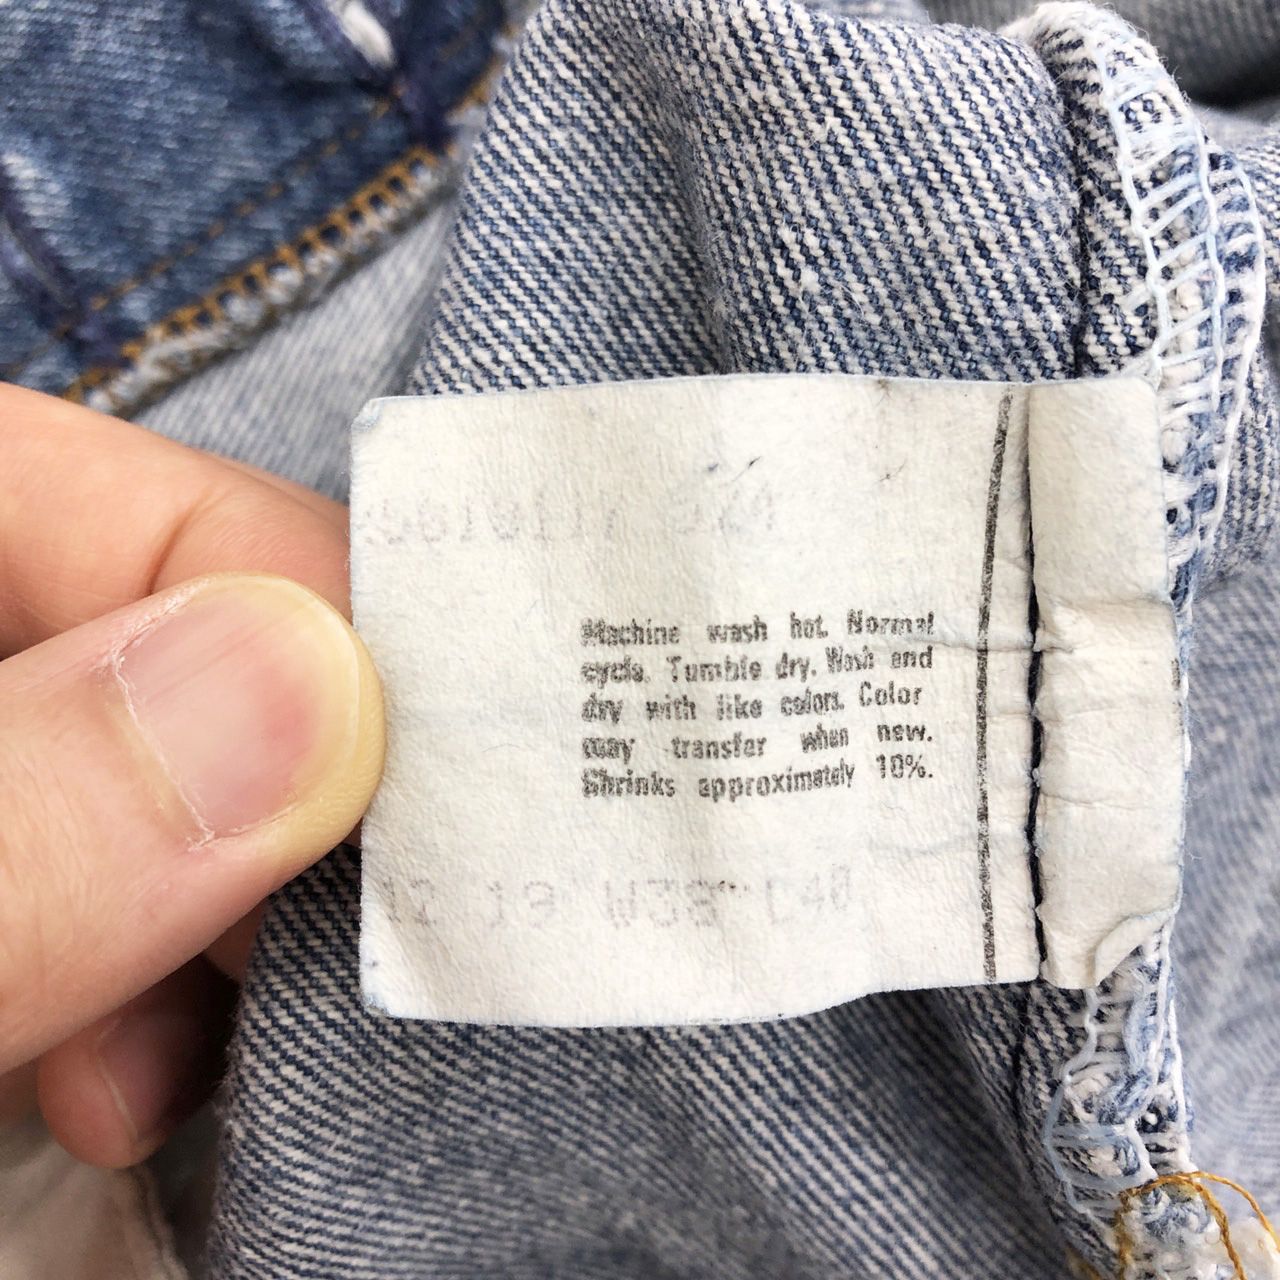 Machine wash hot. Normal
cycle. Tumble dry. Wash and
dry with like colors. Color
may transfer when new.
Shrinks approximately 10%.